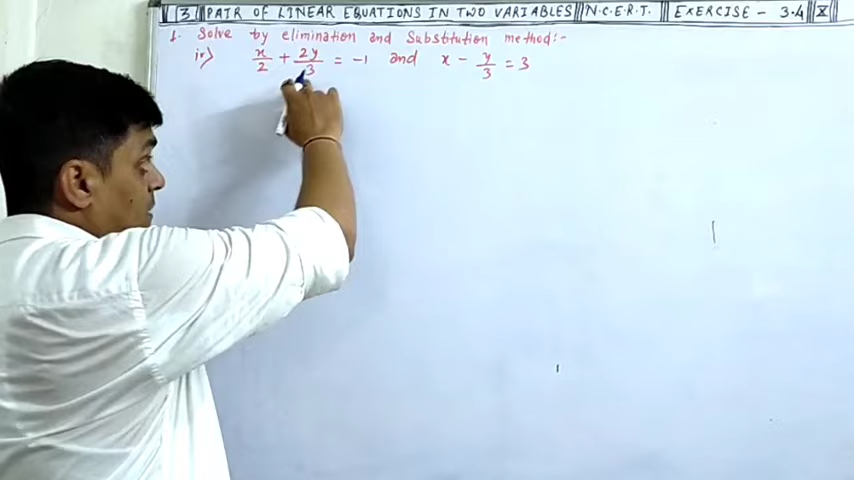 3 PAIR OF LINEAR EQUATIONS IN TWO VARIABLES N.C.E.R.T. EXERCISE - 3.4 X
1. Solve by elimination and Substitution method:-
iv) x/2 + 2y/3 = -1 and x - y/3 = 3